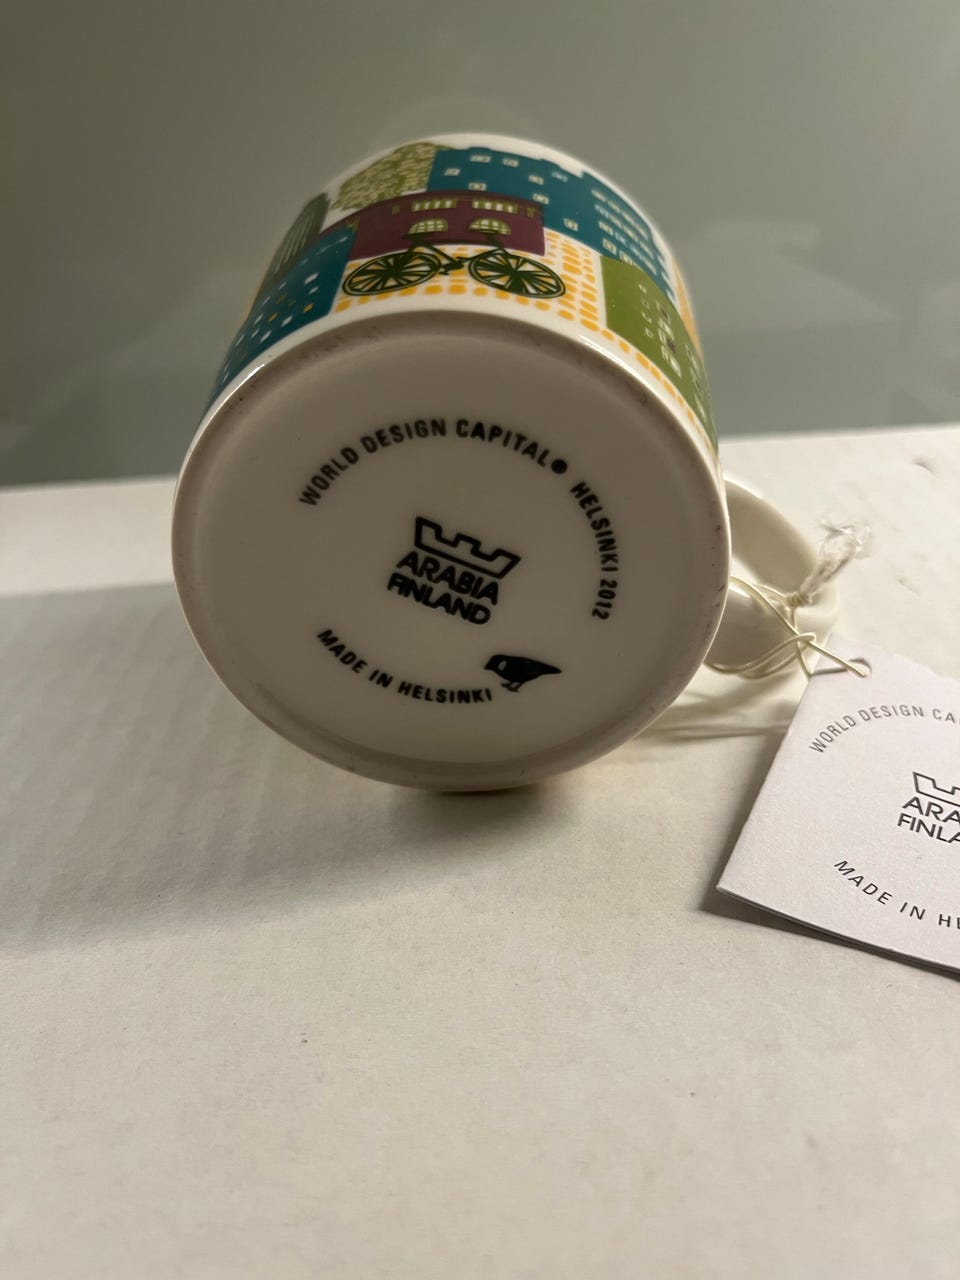 WORLD DESIGN CAPITAL● HELSINKI 2012
ARABIA
FINLAND
MADE IN HELSINKI
WORLD DESIGN CA
ARA
FINLA
MADE IN HE